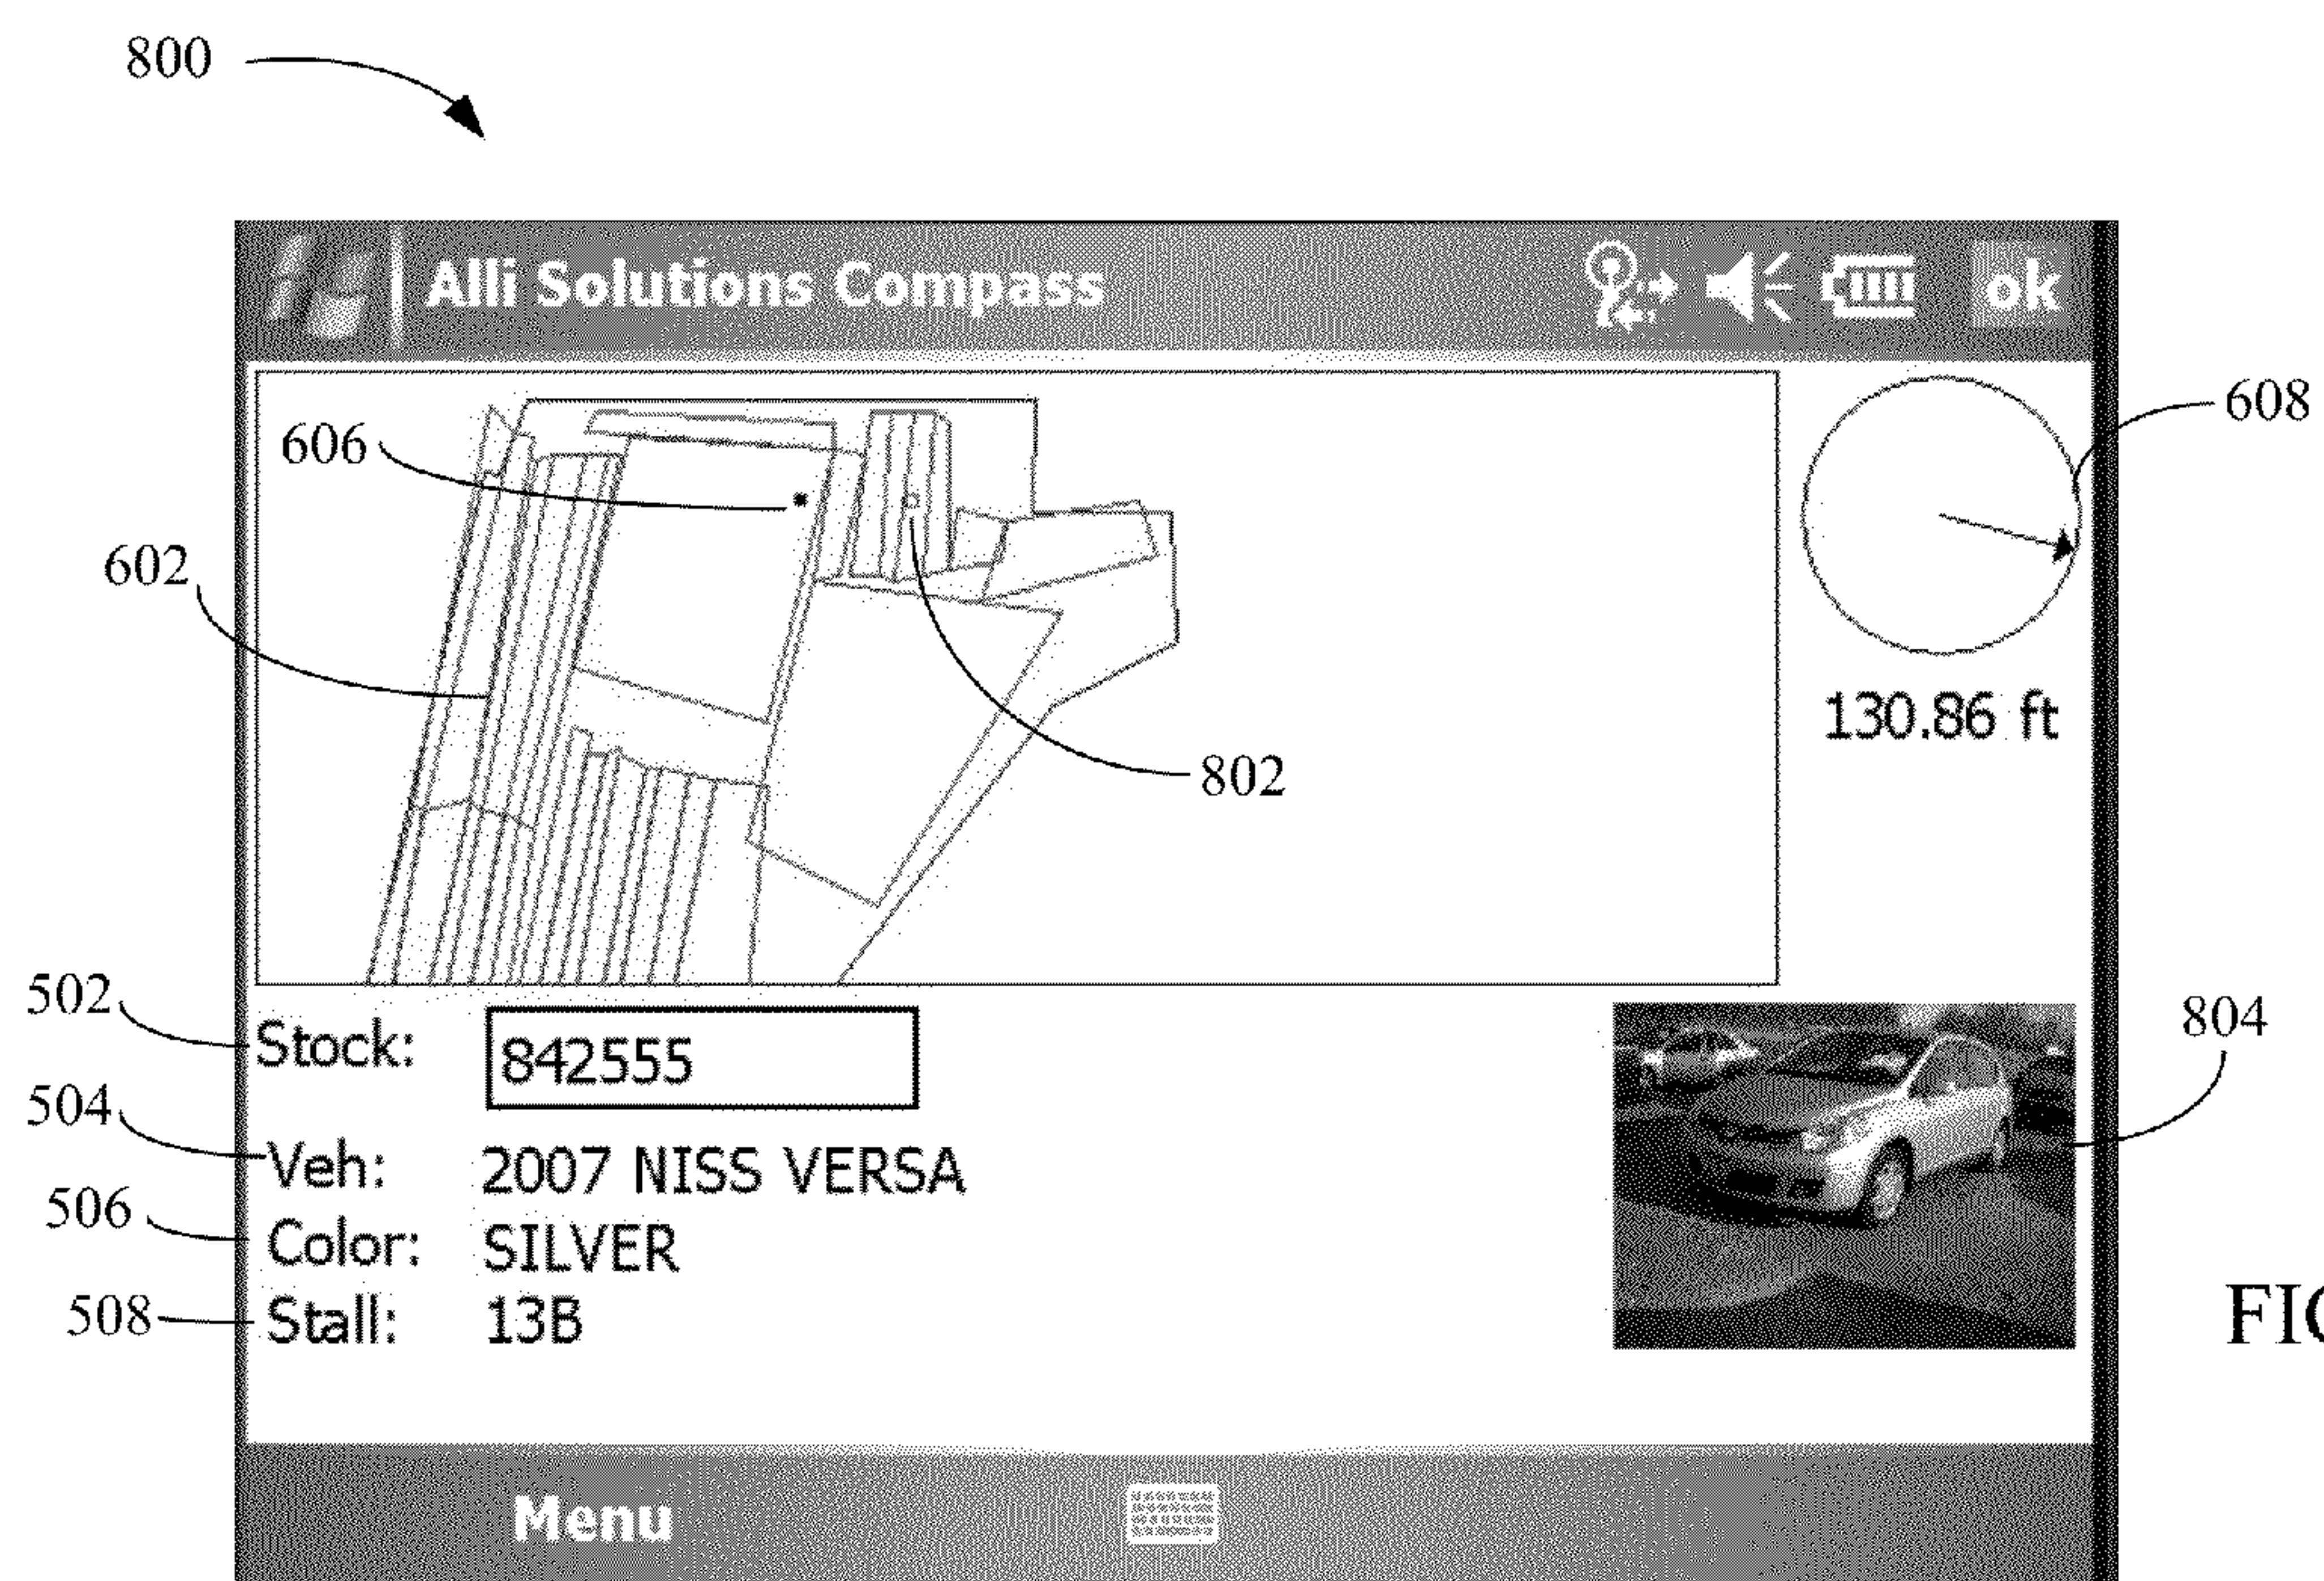 800
Alli Solutions Compass ok
608
606
602
130.86 ft
802
502 Stock: 842555
804
504 Veh: 2007 NISS VERSA
506 Color: SILVER
508 Stall: 13B
Menu